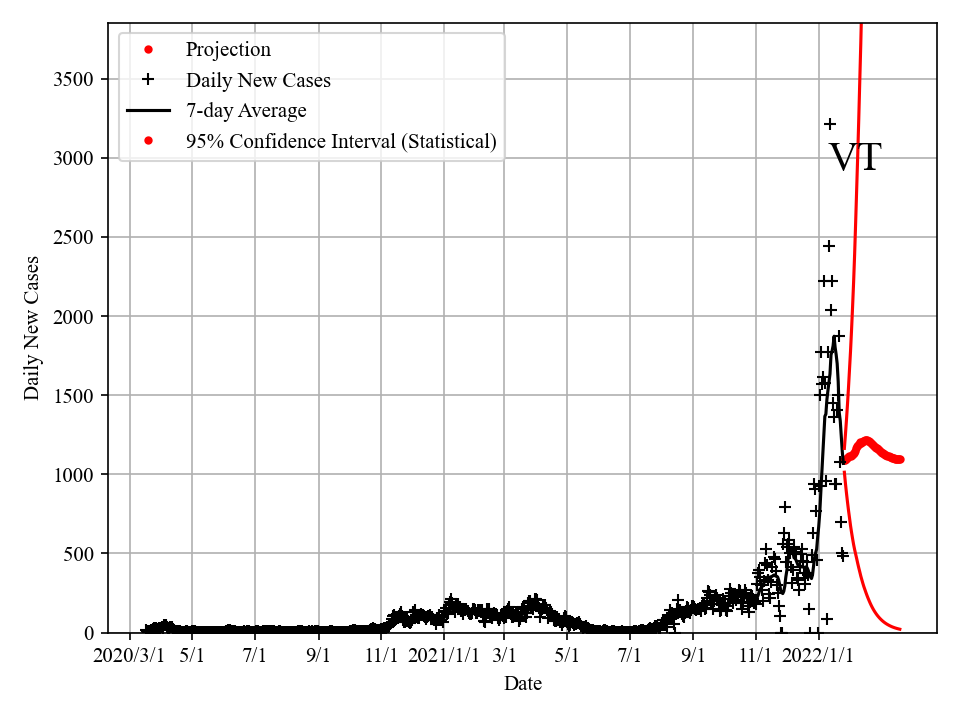 Projection
Daily New Cases
7-day Average
95% Confidence Interval (Statistical)
VT
3500
3000
2500
2000
1500
1000
500
0
Daily New Cases
2020/3/1 5/1 7/1 9/1 11/1 2021/1/1 3/1 5/1 7/1 9/1 11/1 2022/1/1
Date